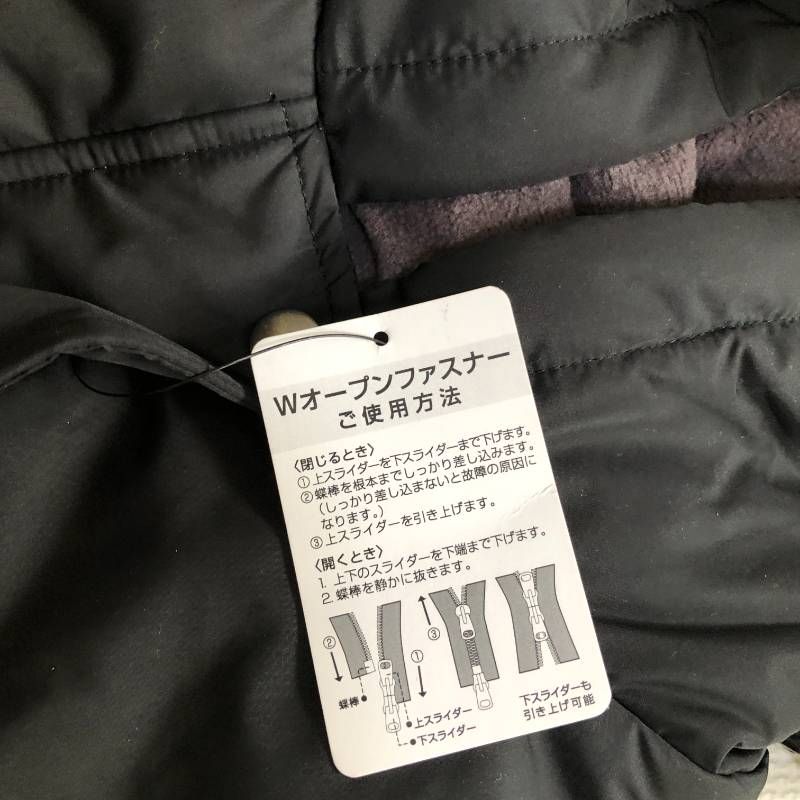 Wオープンファスナー
ご使用方法
〈閉じるとき〉
①上スライダーを下スライダーまで下げます。
②蝶棒を根本までしっかり差し込みます。
(しっかり差し込まないと故障の原因に
なります。)
③上スライダーを引き上げます。
〈開くとき〉
1. 上下のスライダーを下端まで下げます。
2. 蝶棒を静かに抜きます。
②
①
③
蝶棒
上スライダー
下スライダー
下スライダーも
引き上げ可能